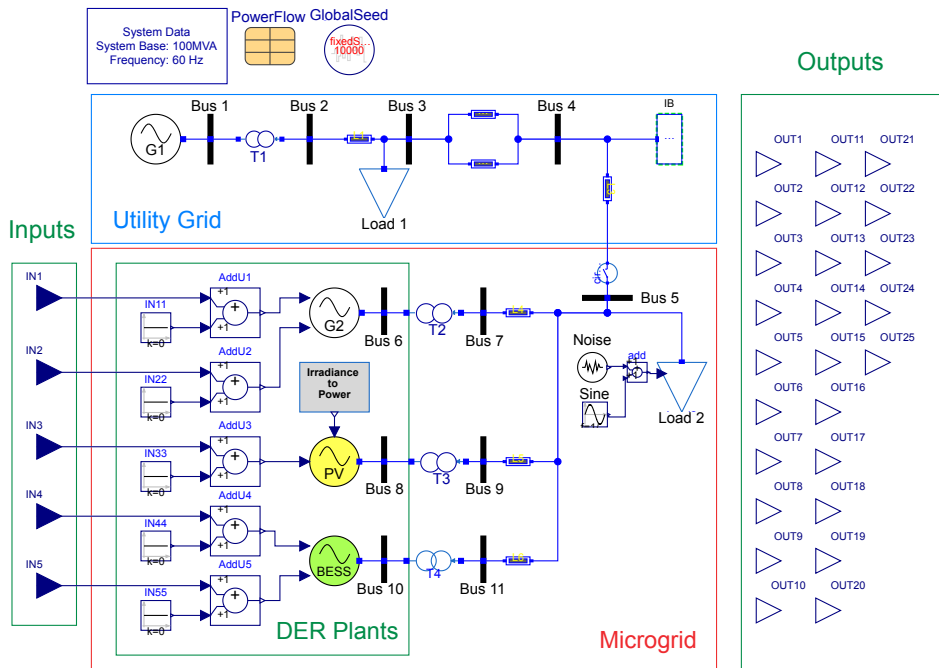 PowerFlow
GlobalSeed
System Data
System Base: 100MVA
Frequency: 60 Hz
fixedS...
10000
Outputs
Bus 1
Bus 2
Bus 3
Bus 4
IB
...
G1
T1
Load 1
Utility Grid
Inputs
OUT1
OUT11
OUT21
OUT2
OUT12
OUT22
OUT3
OUT13
OUT23
OUT4
OUT14
OUT24
OUT5
OUT15
OUT25
OUT6
OUT16
OUT7
OUT17
OUT8
OUT18
OUT9
OUT19
OUT10
OUT20
IN1
AddU1
+1
+
+1
IN11
k=0
G2
Bus 6
T2
Bus 7
Bus 5
IN2
AddU2
+1
+
+1
IN22
k=0
Irradiance
to
Power
Noise
add
Sine
Load 2
IN3
AddU3
+1
+
+1
IN33
k=0
PV
Bus 8
T3
Bus 9
IN4
AddU4
+1
+
+1
IN44
k=0
BESS
Bus 10
T4
Bus 11
IN5
AddU5
+1
+
+1
IN55
k=0
DER Plants
Microgrid